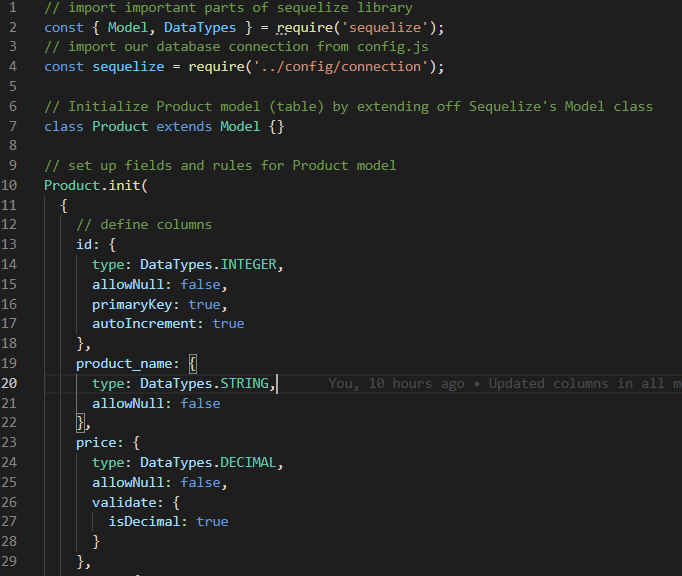 1 // import important parts of sequelize library
2 const { Model, DataTypes } = require('sequelize');
3 // import our database connection from config.js
4 const sequelize = require('../config/connection');
5
6 // Initialize Product model (table) by extending off Sequelize's Model class
7 class Product extends Model {}
8
9 // set up fields and rules for Product model
10 Product.init(
11   {
12     // define columns
13     id: {
14       type: DataTypes.INTEGER,
15       allowNull: false,
16       primaryKey: true,
17       autoIncrement: true
18     },
19     product_name: {
20       type: DataTypes.STRING, You, 10 hours ago • Updated columns in all m
21       allowNull: false
22     },
23     price: {
24       type: DataTypes.DECIMAL,
25       allowNull: false,
26       validate: {
27         isDecimal: true
28       }
29     },